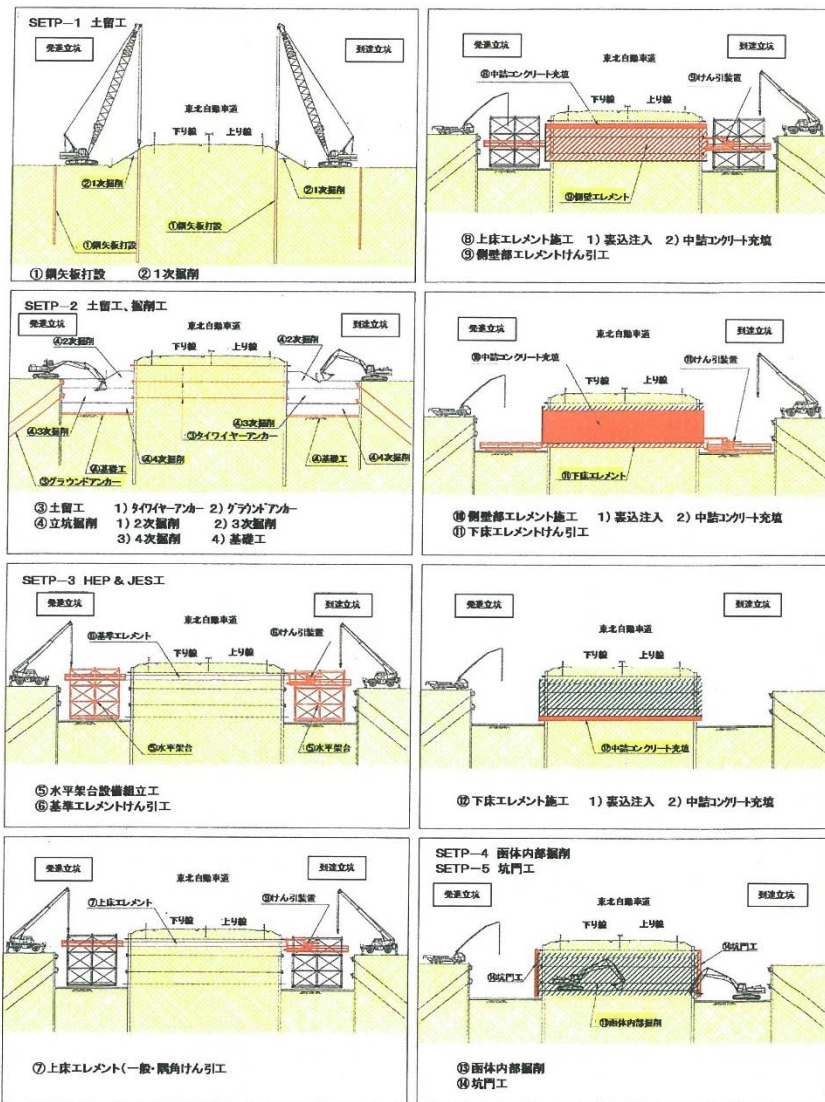 SETP-1 土留工
発進立坑
到達立坑
東北自動車道
下り線 上り線
②1次掘削
②1次掘削
①鋼矢板打設
①鋼矢板打設
①鋼矢板打設 ②1次掘削
SETP-2 土留工、掘削工
発進立坑
東北自動車道
到達立坑
④2次掘削
下り線 上り線
④2次掘削
④3次掘削
④3次掘削
③タイワイヤーアンカー
④基礎工
④4次掘削
④基礎工
④4次掘削
③グラウンドアンカー
③土留工 1)タイワイヤーアンカー 2)グラウンドアンカー
④立坑掘削 1)2次掘削 2)3次掘削
3)4次掘削 4)基礎工
SETP-3 HEP & JES工
発進立坑
到達立坑
東北自動車道
⑥基準エレメント
下り線 上り線
⑥けん引装置
⑤水平架台
⑤水平架台
⑤水平架台設備組立工
⑥基準エレメントけん引工
発進立坑
到達立坑
東北自動車道
⑦上床エレメント
下り線 上り線
⑨けん引装置
⑦上床エレメント(一般・隅角けん引工
発進立坑
到達立坑
東北自動車道
⑧中詰コンクリート充填
下り線 上り線
⑨けん引装置
⑨側壁エレメント
⑧上床エレメント施工 1)裏込注入 2)中詰コンクリート充填
⑨側壁部エレメントけん引工
発進立坑
到達立坑
東北自動車道
⑩中詰コンクリート充填
下り線 上り線
⑪けん引装置
⑪下床エレメント
⑩側壁部エレメント施工 1)裏込注入 2)中詰コンクリート充填
⑪下床エレメントけん引工
発進立坑
到達立坑
東北自動車道
下り線 上り線
⑫中詰コンクリート充填
⑫下床エレメント施工 1)裏込注入 2)中詰コンクリート充填
SETP-4 函体内部掘削
SETP-5 坑門工
発進立坑
到達立坑
東北自動車道
下り線 上り線
⑭坑門工
⑭坑門工
⑬函体内部掘削
⑬函体内部掘削
⑭坑門工